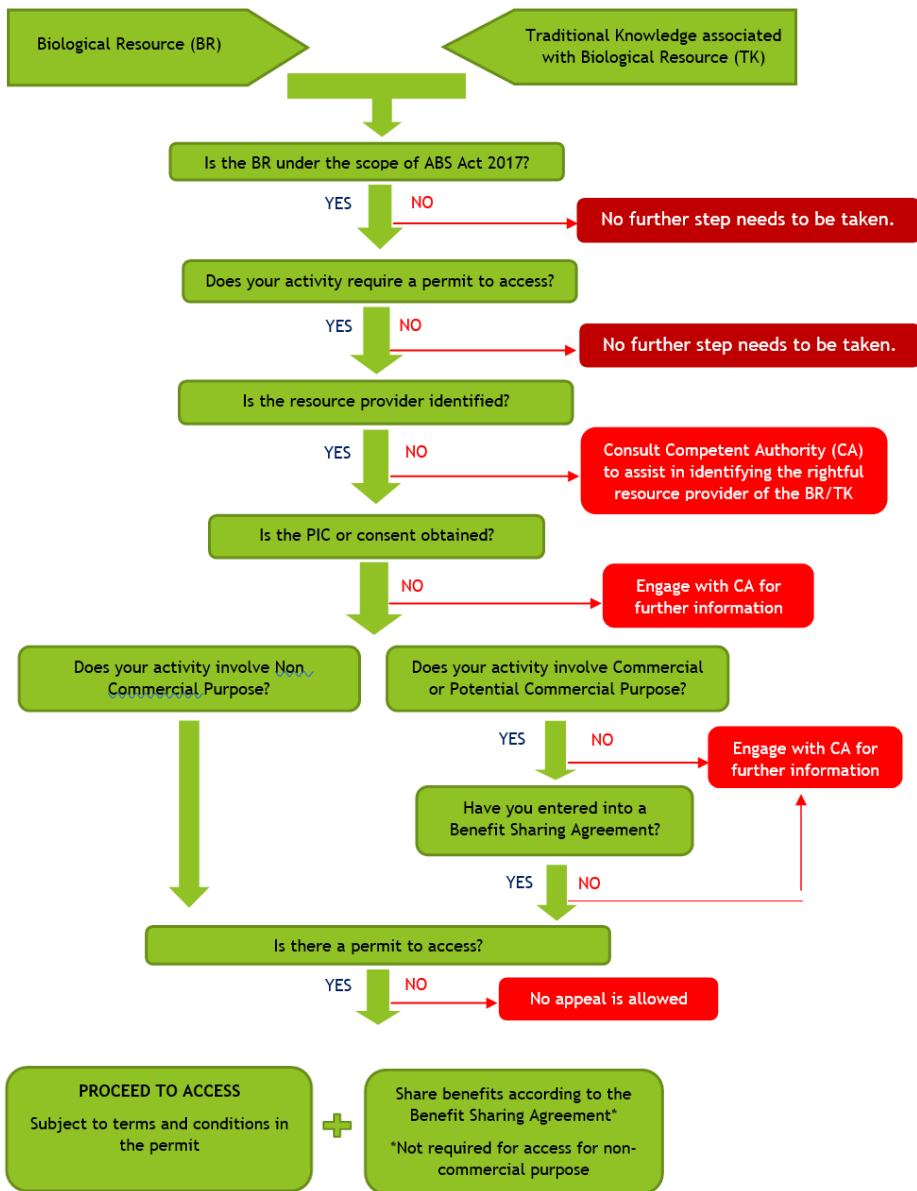 Biological Resource (BR)
Traditional Knowledge associated
with Biological Resource (TK)
Is the BR under the scope of ABS Act 2017?
YES
NO
No further step needs to be taken.
Does your activity require a permit to access?
YES
NO
No further step needs to be taken.
Is the resource provider identified?
YES
NO
Consult Competent Authority (CA)
to assist in identifying the rightful
resource provider of the BR/TK
Is the PIC or consent obtained?
NO
Engage with CA for
further information
Does your activity involve Non
Commercial Purpose?
Does your activity involve Commercial
or Potential Commercial Purpose?
YES
NO
Engage with CA for
further information
Have you entered into a
Benefit Sharing Agreement?
YES
NO
Is there a permit to access?
YES
NO
No appeal is allowed
PROCEED TO ACCESS
Subject to terms and conditions in
the permit
Share benefits according to the
Benefit Sharing Agreement*
*Not required for access for non-
commercial purpose